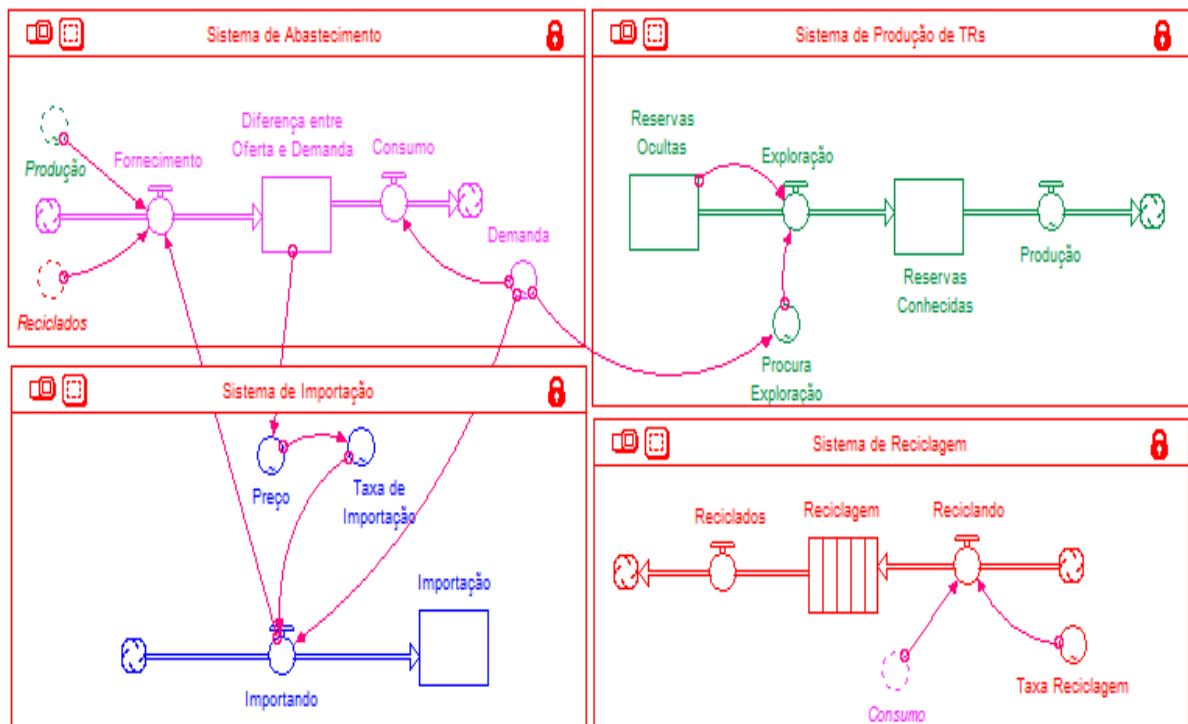 Sistema de Abastecimento
Produção
Fornecimento
Diferença entre
Oferta e Demanda
Consumo
Demanda
Reciclados
Sistema de Produção de TRs
Reservas
Ocultas
Exploração
Reservas
Conhecidas
Produção
Procura
Exploração
Sistema de Importação
Preço
Taxa de
Importação
Importação
Importando
Sistema de Reciclagem
Reciclados
Reciclagem
Reciclando
Consumo
Taxa Reciclagem